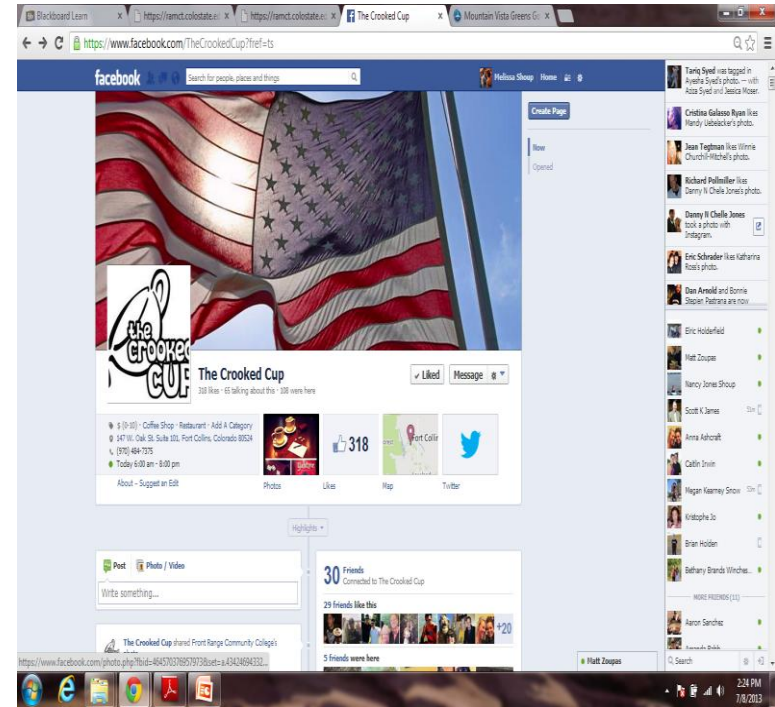 Blackboard Learn
https://ramct.colostate.ec
https://ramct.colostate.ec
The Crooked Cup
Mountain Vista Greens Go
https://www.facebook.com/TheCrookedCup?fref=ts
facebook
Search for people, places and things
Melissa Shoup Home
Create Page
Now
Opened
the
crooked
CUP
The Crooked Cup
318 likes · 65 talking about this · 108 were here
Liked
Message
$ (0-10) · Coffee Shop · Restaurant · Add A Category
147 W. Oak St. Suite 101, Fort Collins, Colorado 80524
(970) 484-7375
Today 6:00 am - 8:00 pm
About - Suggest an Edit
318
Fort Collin
Photos
Likes
Map
Twitter
Highlights
Post
Photo / Video
Write something...
30 Friends
Connected to The Crooked Cup
29 friends like this
+20
5 friends were here
The Crooked Cup shared Front Range Community College's
Tariq Syed was tagged in
Ayesha Syed's photo. — with
Azza Syed and Jessica Moser.
Cristina Galasso Ryan likes
Mandy Uebelacker's photo.
Jean Tegtman likes Winnie
Churchill-Mitchell's photo.
Richard Pollmiller likes
Danny N Chelle Jones's photo.
Danny N Chelle Jones
took a photo with
Instagram.
Eric Schrader likes Katharina
Ross's photo.
Dan Arnold and Bonnie
Stepien Pastrana are now
Eric Holderfield
Matt Zoupas
Nancy Jones Shoup
Scott K James
Anna Ashcraft
Caitlin Irwin
Megan Kearney Snow
Kristophe Jo
Brian Holden
Bethany Brands Winches...
MORE FRIENDS (11)
Aaron Sanchez
Search
Matt Zoupas
2:24 PM
7/8/2013